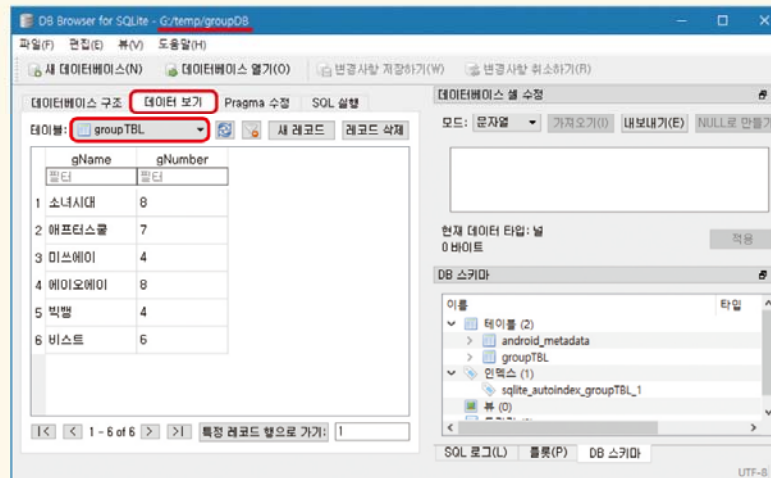 DB Browser for SQLite - G:/temp/groupDB
파일(F) 편집(E) 뷰(V) 도움말(H)
새 데이터베이스(N) 데이터베이스 열기(O) 변경사항 저장하기(W) 변경사항 취소하기(R)
데이터베이스 구조 데이터 보기 Pragma 수정 SQL 실행
테이블: groupTBL 새 레코드 레코드 삭제
gName gNumber
필터 필터
1 소녀시대 8
2 애프터스쿨 7
3 미쓰에이 4
4 에이오에이 8
5 빅뱅 4
6 비스트 6
1 - 6 of 6 특정 레코드 행으로 가기: 1
데이터베이스 셀 수정
모드: 문자열 가져오기(I) 내보내기(E) NULL로 만들기
현재 데이터 타입: 널
0 바이트
적용
DB 스키마
이름 타입
테이블 (2)
android_metadata
groupTBL
인덱스 (1)
sqlite_autoindex_groupTBL_1
뷰 (0)
SQL 로그(L) 플롯(P) DB 스키마
UTF-8